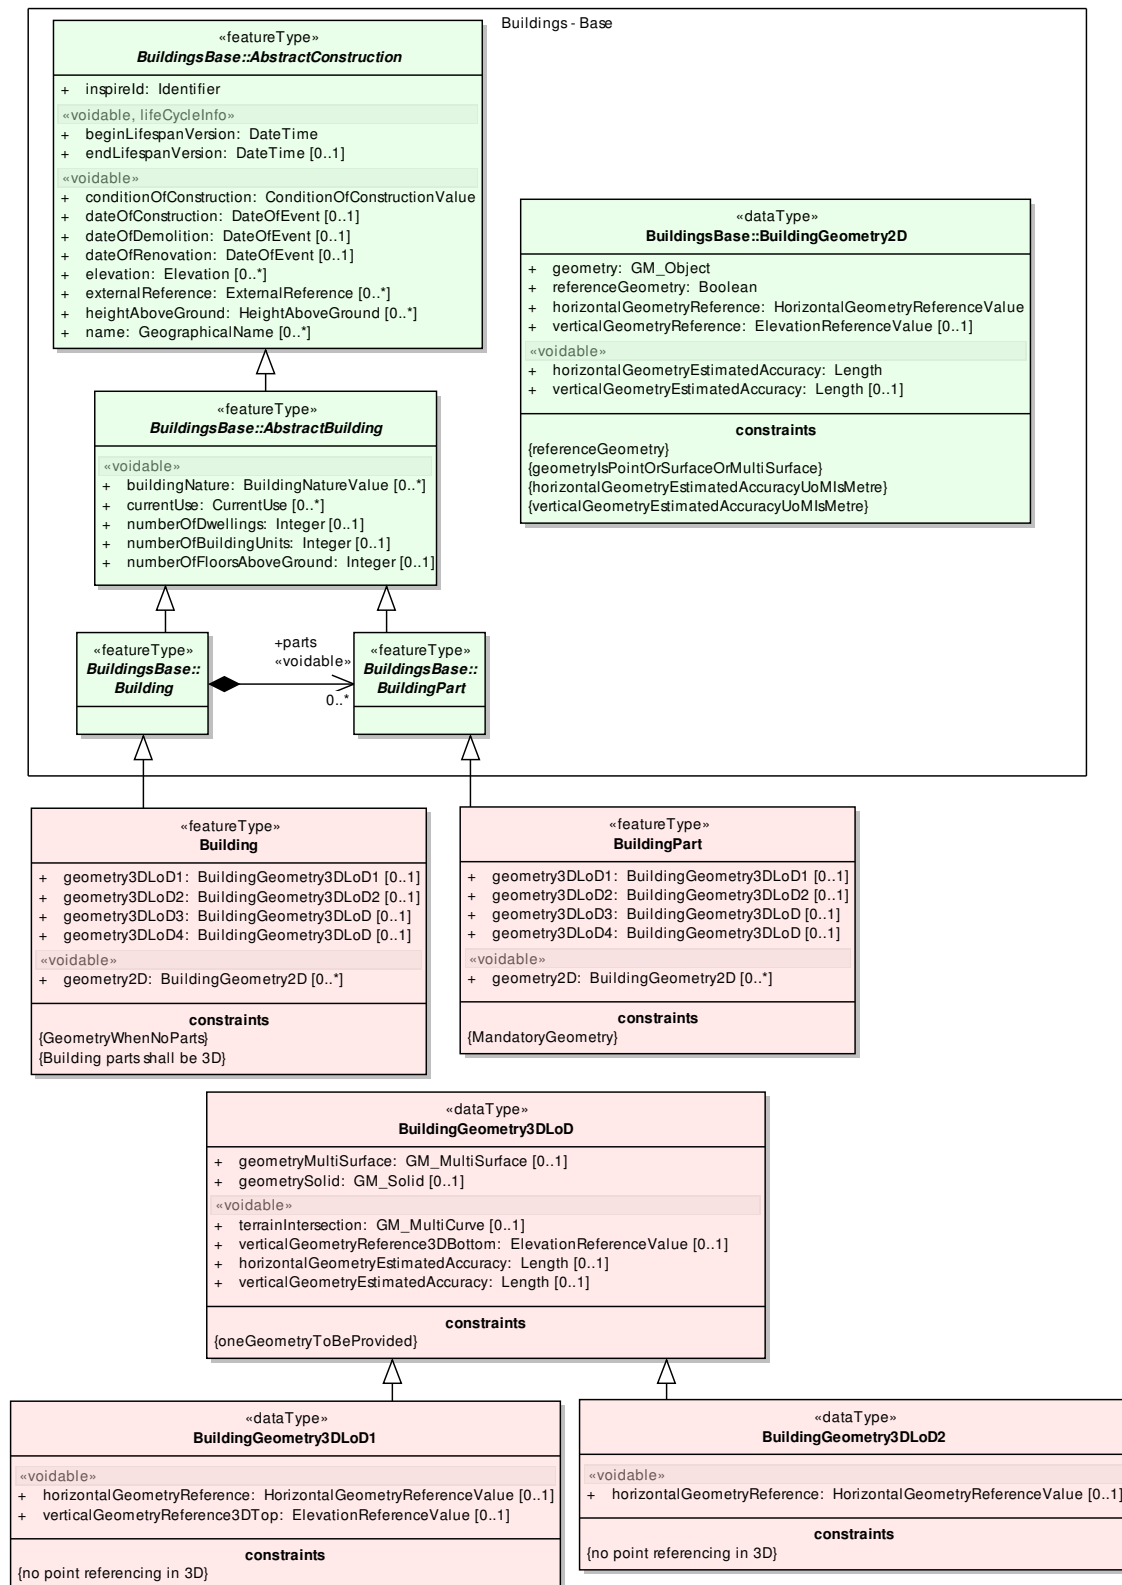 Buildings - Base
«featureType»
BuildingsBase::AbstractConstruction
+ inspireId: Identifier
«voidable, lifeCycleInfo»
+ beginLifespanVersion: DateTime
+ endLifespanVersion: DateTime [0..1]
«voidable»
+ conditionOfConstruction: ConditionOfConstructionValue
+ dateOfConstruction: DateOfEvent [0..1]
+ dateOfDemolition: DateOfEvent [0..1]
+ dateOfRenovation: DateOfEvent [0..1]
+ elevation: Elevation [0..*]
+ externalReference: ExternalReference [0..*]
+ heightAboveGround: HeightAboveGround [0..*]
+ name: GeographicalName [0..*]
«dataType»
BuildingsBase::BuildingGeometry2D
+ geometry: GM_Object
+ referenceGeometry: Boolean
+ horizontalGeometryReference: HorizontalGeometryReferenceValue
+ verticalGeometryReference: ElevationReferenceValue [0..1]
«voidable»
+ horizontalGeometryEstimatedAccuracy: Length
+ verticalGeometryEstimatedAccuracy: Length [0..1]
constraints
{referenceGeometry}
{geometryIsPointOrSurfaceOrMultiSurface}
{horizontalGeometryEstimatedAccuracyUoMIsMetre}
{verticalGeometryEstimatedAccuracyUoMIsMetre}
«featureType»
BuildingsBase::AbstractBuilding
«voidable»
+ buildingNature: BuildingNatureValue [0..*]
+ currentUse: CurrentUse [0..*]
+ numberOfDwellings: Integer [0..1]
+ numberOfBuildingUnits: Integer [0..1]
+ numberOfFloorsAboveGround: Integer [0..1]
«featureType»
BuildingsBase::
Building
+parts
«voidable»
0..*
«featureType»
BuildingsBase::
BuildingPart
«featureType»
Building
+ geometry3DLoD1: BuildingGeometry3DLoD1 [0..1]
+ geometry3DLoD2: BuildingGeometry3DLoD2 [0..1]
+ geometry3DLoD3: BuildingGeometry3DLoD [0..1]
+ geometry3DLoD4: BuildingGeometry3DLoD [0..1]
«voidable»
+ geometry2D: BuildingGeometry2D [0..*]
constraints
{GeometryWhenNoParts}
{Building parts shall be 3D}
«featureType»
BuildingPart
+ geometry3DLoD1: BuildingGeometry3DLoD1 [0..1]
+ geometry3DLoD2: BuildingGeometry3DLoD2 [0..1]
+ geometry3DLoD3: BuildingGeometry3DLoD [0..1]
+ geometry3DLoD4: BuildingGeometry3DLoD [0..1]
«voidable»
+ geometry2D: BuildingGeometry2D [0..*]
constraints
{MandatoryGeometry}
«dataType»
BuildingGeometry3DLoD
+ geometryMultiSurface: GM_MultiSurface [0..1]
+ geometrySolid: GM_Solid [0..1]
«voidable»
+ terrainIntersection: GM_MultiCurve [0..1]
+ verticalGeometryReference3DBottom: ElevationReferenceValue [0..1]
+ horizontalGeometryEstimatedAccuracy: Length [0..1]
+ verticalGeometryEstimatedAccuracy: Length [0..1]
constraints
{oneGeometryToBeProvided}
«dataType»
BuildingGeometry3DLoD1
«voidable»
+ horizontalGeometryReference: HorizontalGeometryReferenceValue [0..1]
+ verticalGeometryReference3DTop: ElevationReferenceValue [0..1]
constraints
{no point referencing in 3D}
«dataType»
BuildingGeometry3DLoD2
«voidable»
+ horizontalGeometryReference: HorizontalGeometryReferenceValue [0..1]
constraints
{no point referencing in 3D}